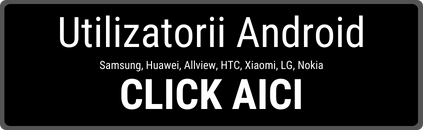 Utilizatorii Android
Samsung, Huawei, Allview, HTC, Xiaomi, LG, Nokia
CLICK AICI